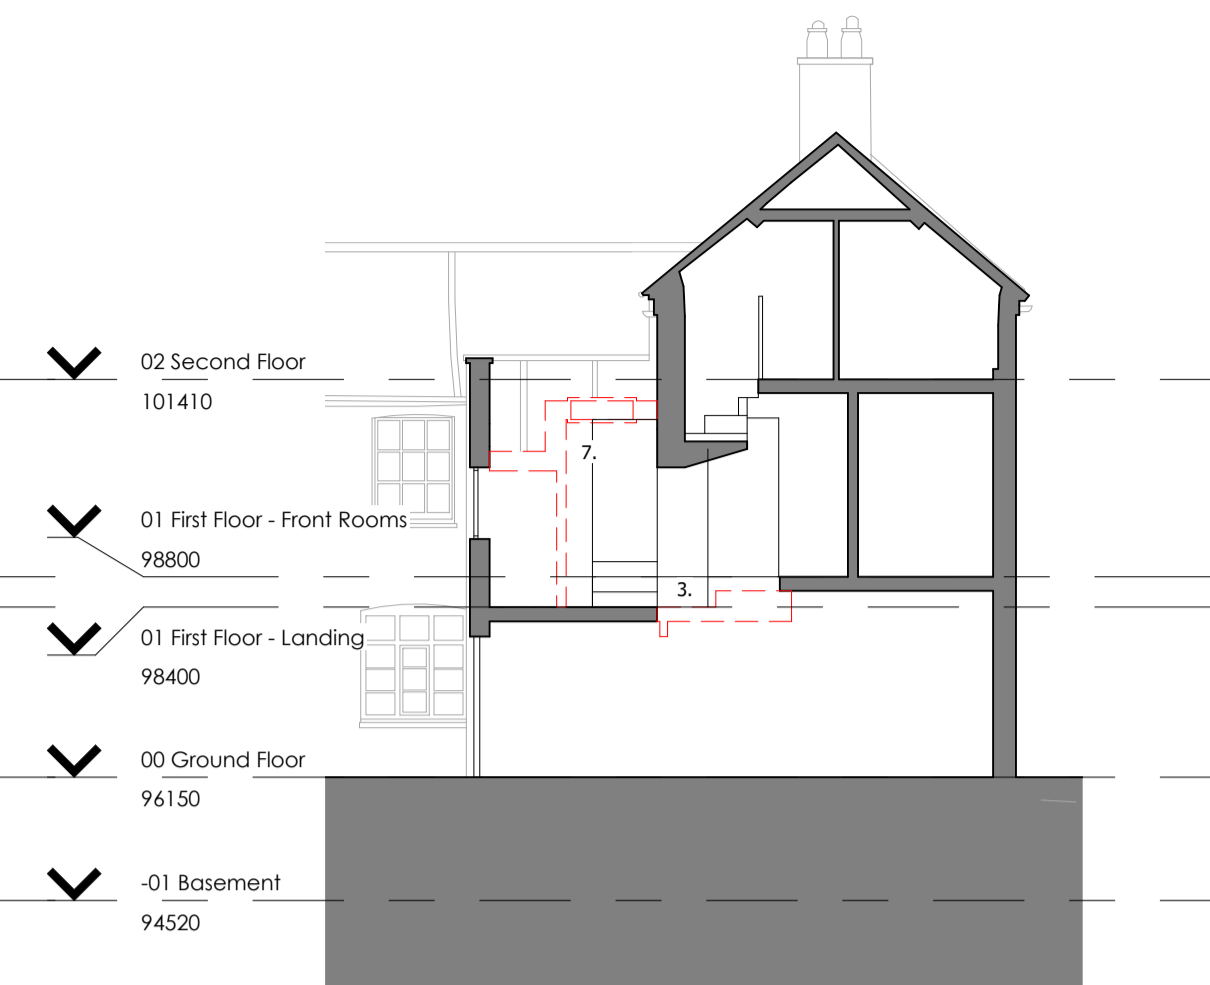 02 Second Floor
101410
7.
01 First Floor - Front Rooms
98800
3.
01 First Floor - Landing
98400
00 Ground Floor
96150
-01 Basement
94520